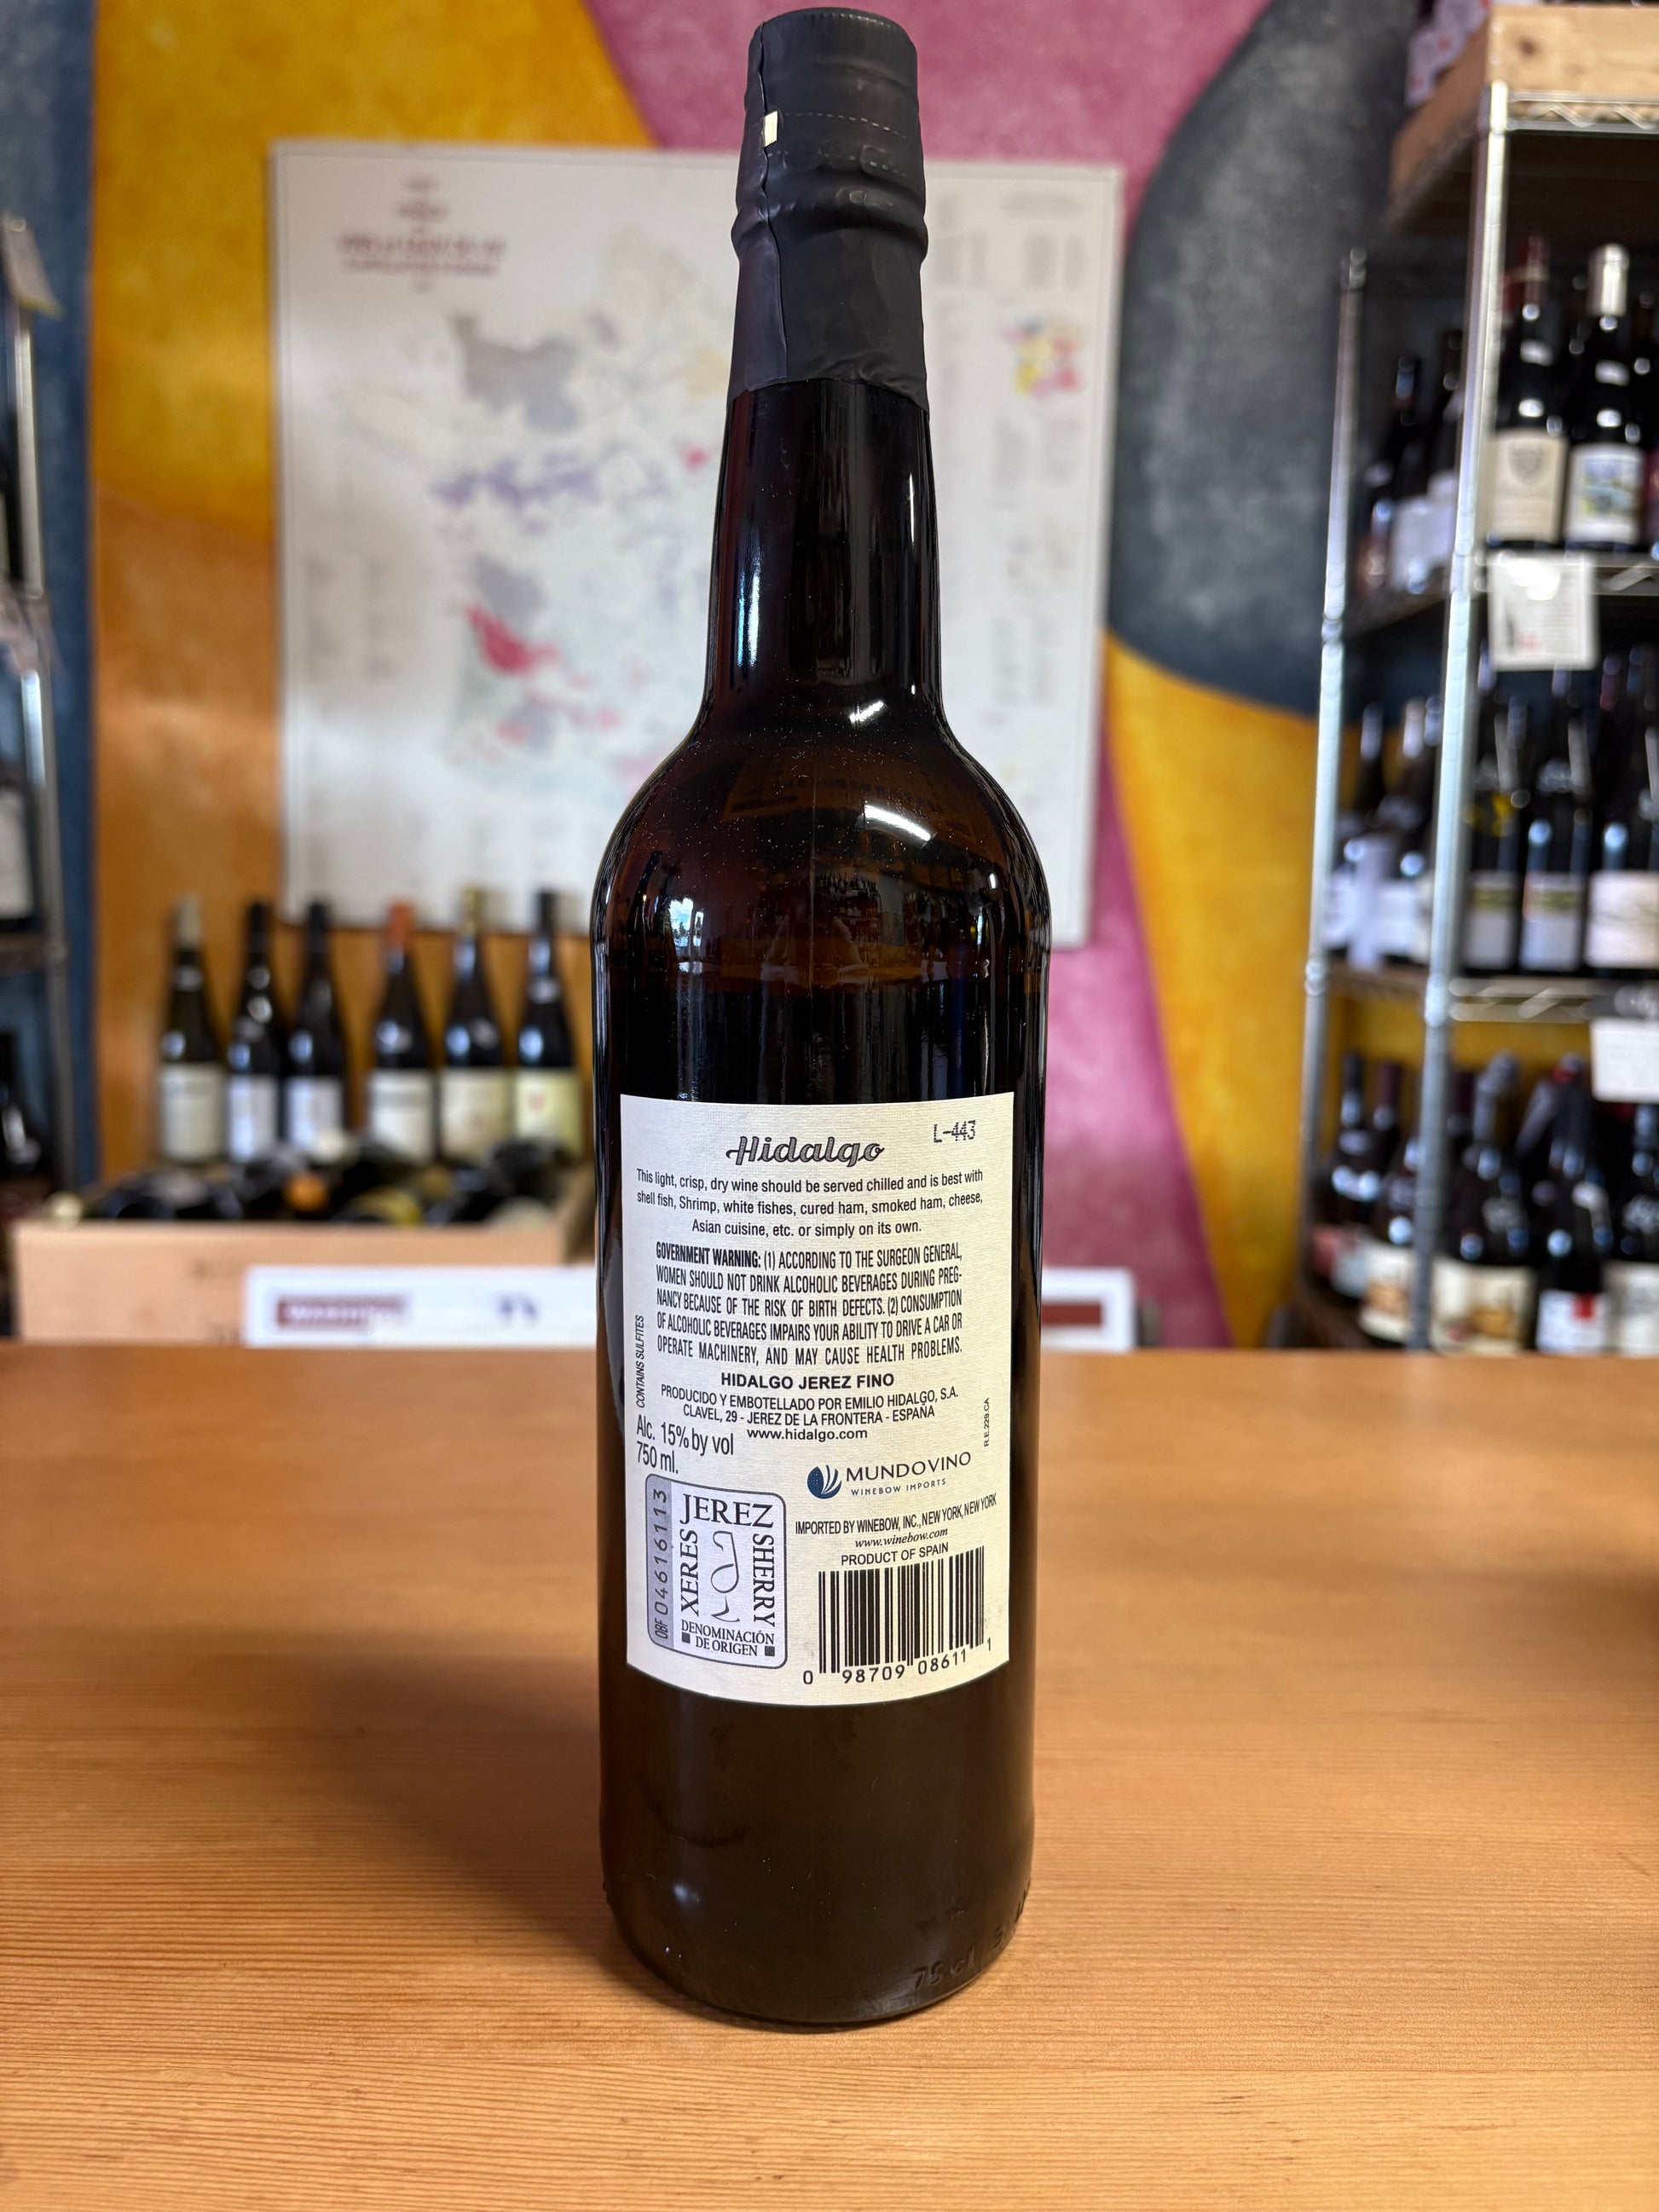 Hidalgo
L-443
This light, crisp, dry wine should be served chilled and is best with
shell fish, Shrimp, white fishes, cured ham, smoked ham, cheese,
Asian cuisine, etc. or simply on its own.
GOVERNMENT WARNING: (1) ACCORDING TO THE SURGEON GENERAL,
WOMEN SHOULD NOT DRINK ALCOHOLIC BEVERAGES DURING PREG-
NANCY BECAUSE OF THE RISK OF BIRTH DEFECTS. (2) CONSUMPTION
OF ALCOHOLIC BEVERAGES IMPAIRS YOUR ABILITY TO DRIVE A CAR OR
OPERATE MACHINERY, AND MAY CAUSE HEALTH PROBLEMS.
CONTAINS SULFITES
HIDALGO JEREZ FINO
PRODUCIDO Y EMBOTELLADO POR EMILIO HIDALGO, S.A.
CLAVEL, 29 - JEREZ DE LA FRONTERA - ESPAÑA
www.hidalgo.com
R.E. 229.CA
Alc. 15% by vol
750 ml.
MUNDOVINO
WINEBOW IMPORTS
IMPORTED BY WINEBOW, INC., NEW YORK, NEW YORK
www.winebow.com
PRODUCT OF SPAIN
0BF 04616113
JEREZ
XERES
SHERRY
DENOMINACIÓN
DE ORIGEN
0 98709 08611 1